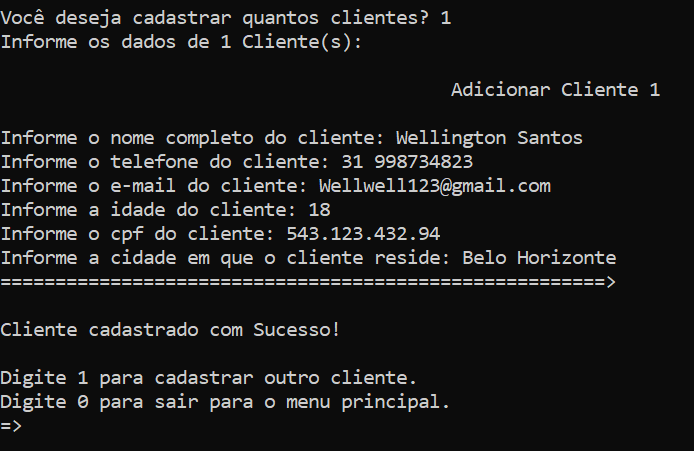 Você deseja cadastrar quantos clientes? 1
Informe os dados de 1 Cliente(s):
Adicionar Cliente 1
Informe o nome completo do cliente: Wellington Santos
Informe o telefone do cliente: 31 998734823
Informe o e-mail do cliente: Wellwell123@gmail.com
Informe a idade do cliente: 18
Informe o cpf do cliente: 543.123.432.94
Informe a cidade em que o cliente reside: Belo Horizonte
=======================================================>
Cliente cadastrado com Sucesso!
Digite 1 para cadastrar outro cliente.
Digite 0 para sair para o menu principal.
=>